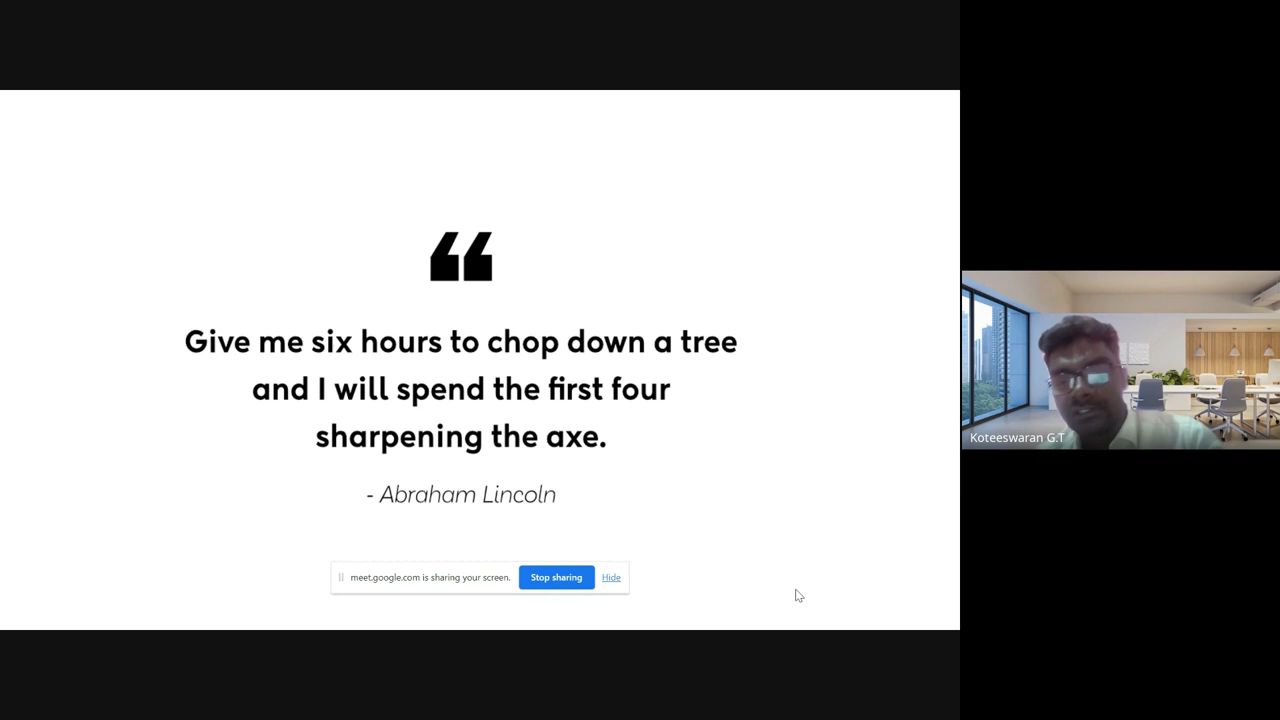 ❝
Give me six hours to chop down a tree
and I will spend the first four
sharpening the axe.
- Abraham Lincoln
meet.google.com is sharing your screen. Stop sharing Hide
Koteeswaran G.T